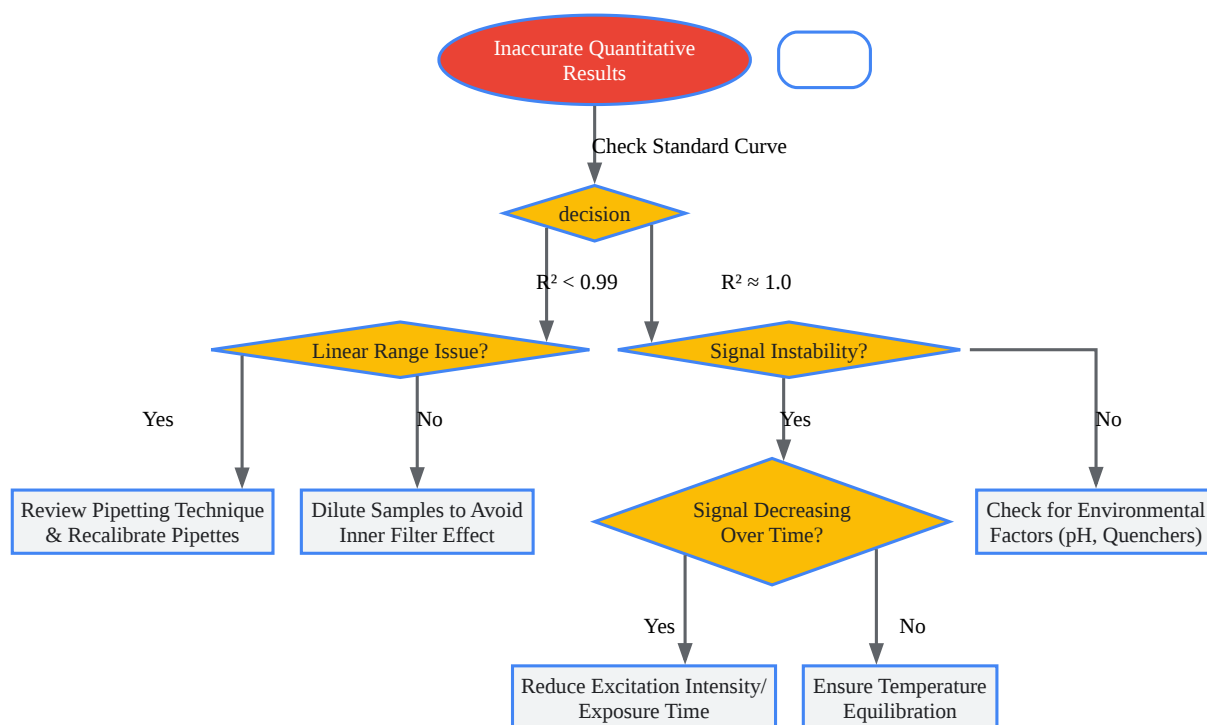 Inaccurate Quantitative
Results
Check Standard Curve
decision
R² < 0.99
R² ≈ 1.0
Linear Range Issue?
Signal Instability?
Yes
No
Yes
No
Review Pipetting Technique
& Recalibrate Pipettes
Dilute Samples to Avoid
Inner Filter Effect
Signal Decreasing
Over Time?
Check for Environmental
Factors (pH, Quenchers)
Yes
No
Reduce Excitation Intensity/
Exposure Time
Ensure Temperature
Equilibration